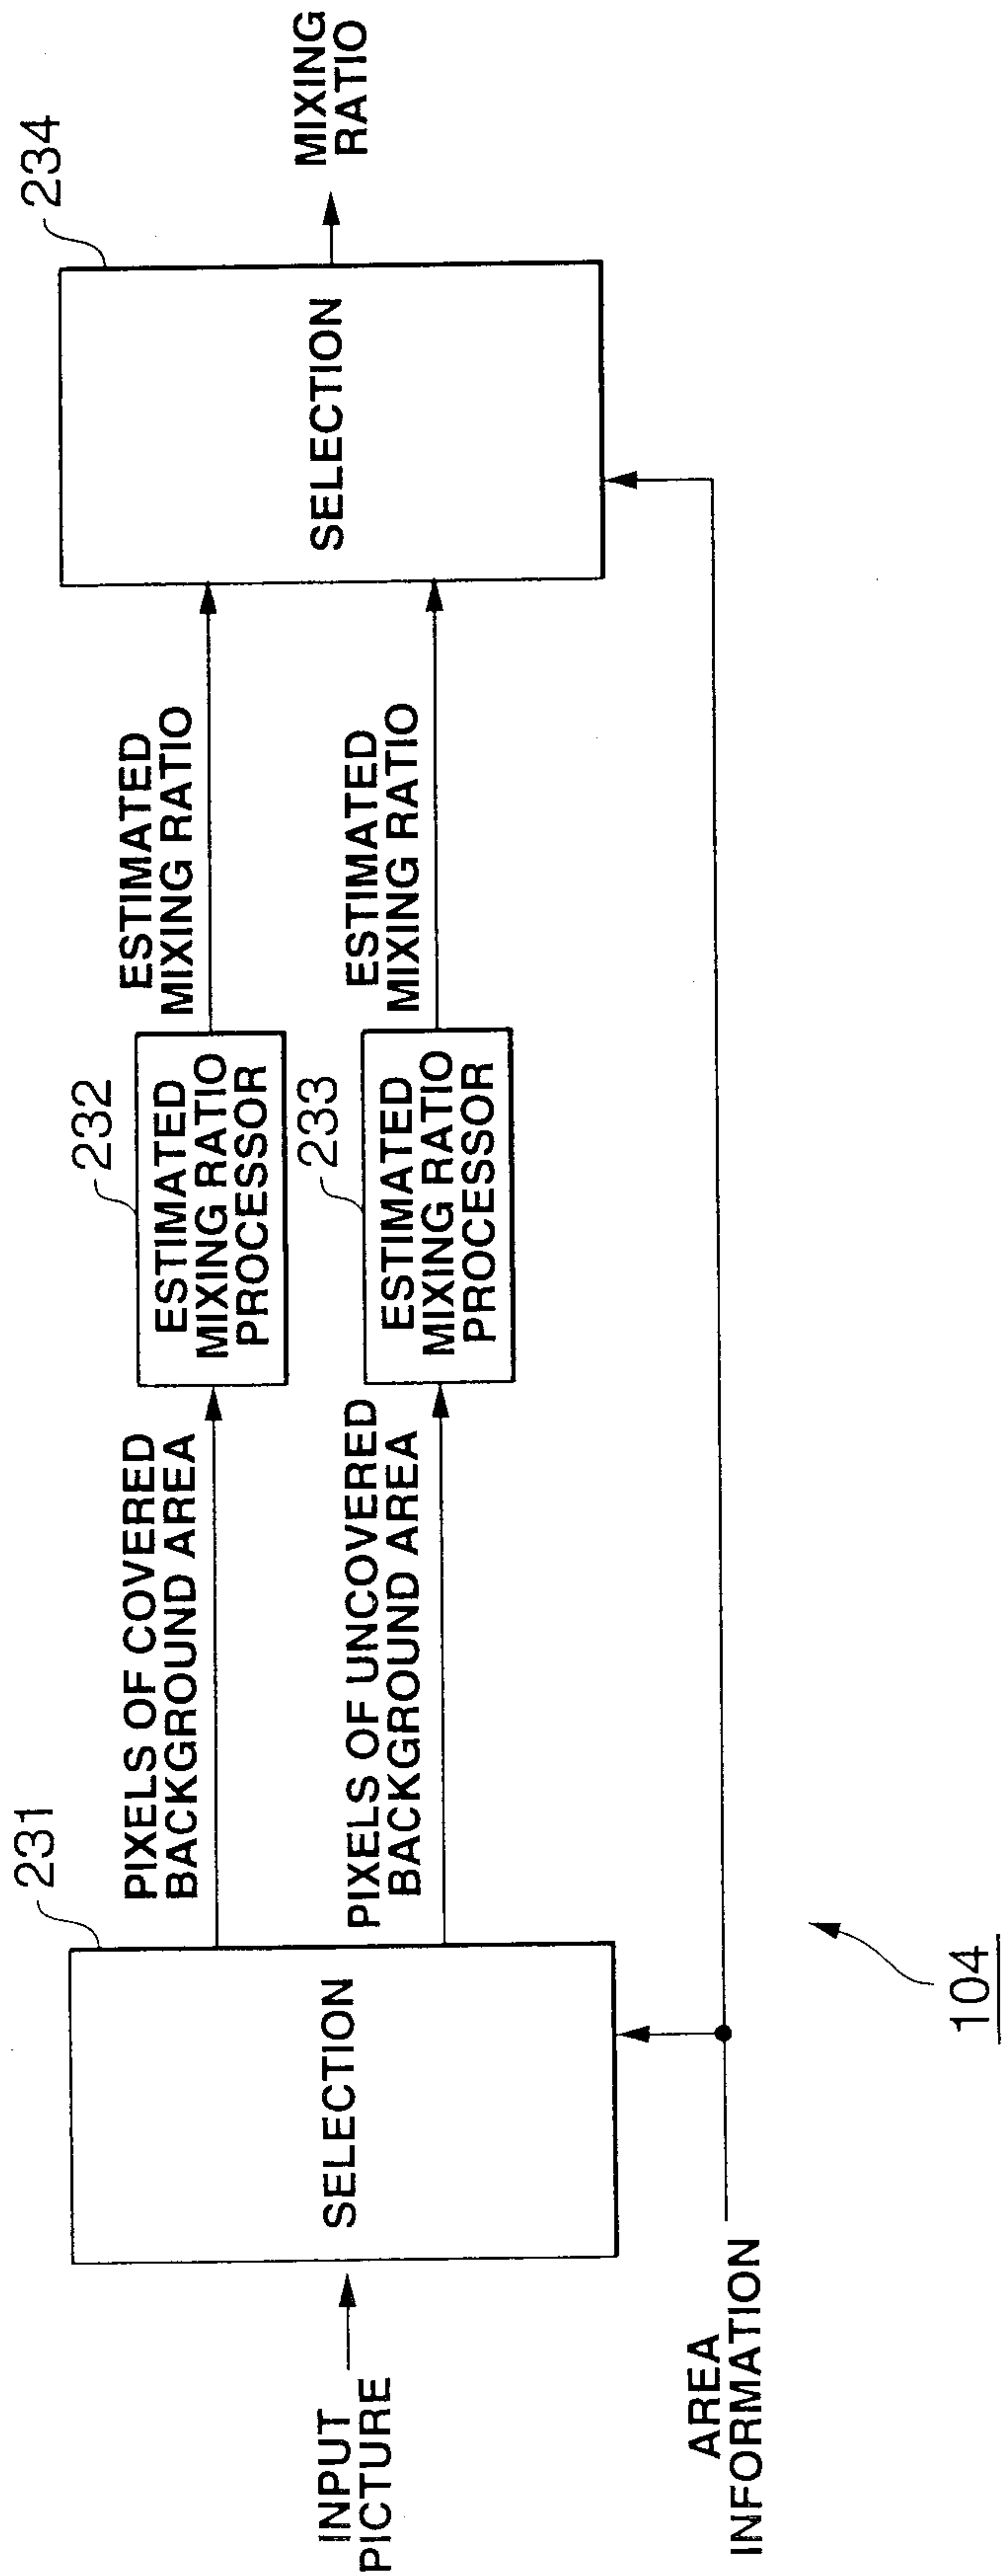 INPUT
PICTURE
AREA
INFORMATION
231
SELECTION
PIXELS OF COVERED
BACKGROUND AREA
PIXELS OF UNCOVERED
BACKGROUND AREA
232
ESTIMATED
MIXING RATIO
PROCESSOR
233
ESTIMATED
MIXING RATIO
PROCESSOR
ESTIMATED
MIXING RATIO
ESTIMATED
MIXING RATIO
234
SELECTION
MIXING
RATIO
104